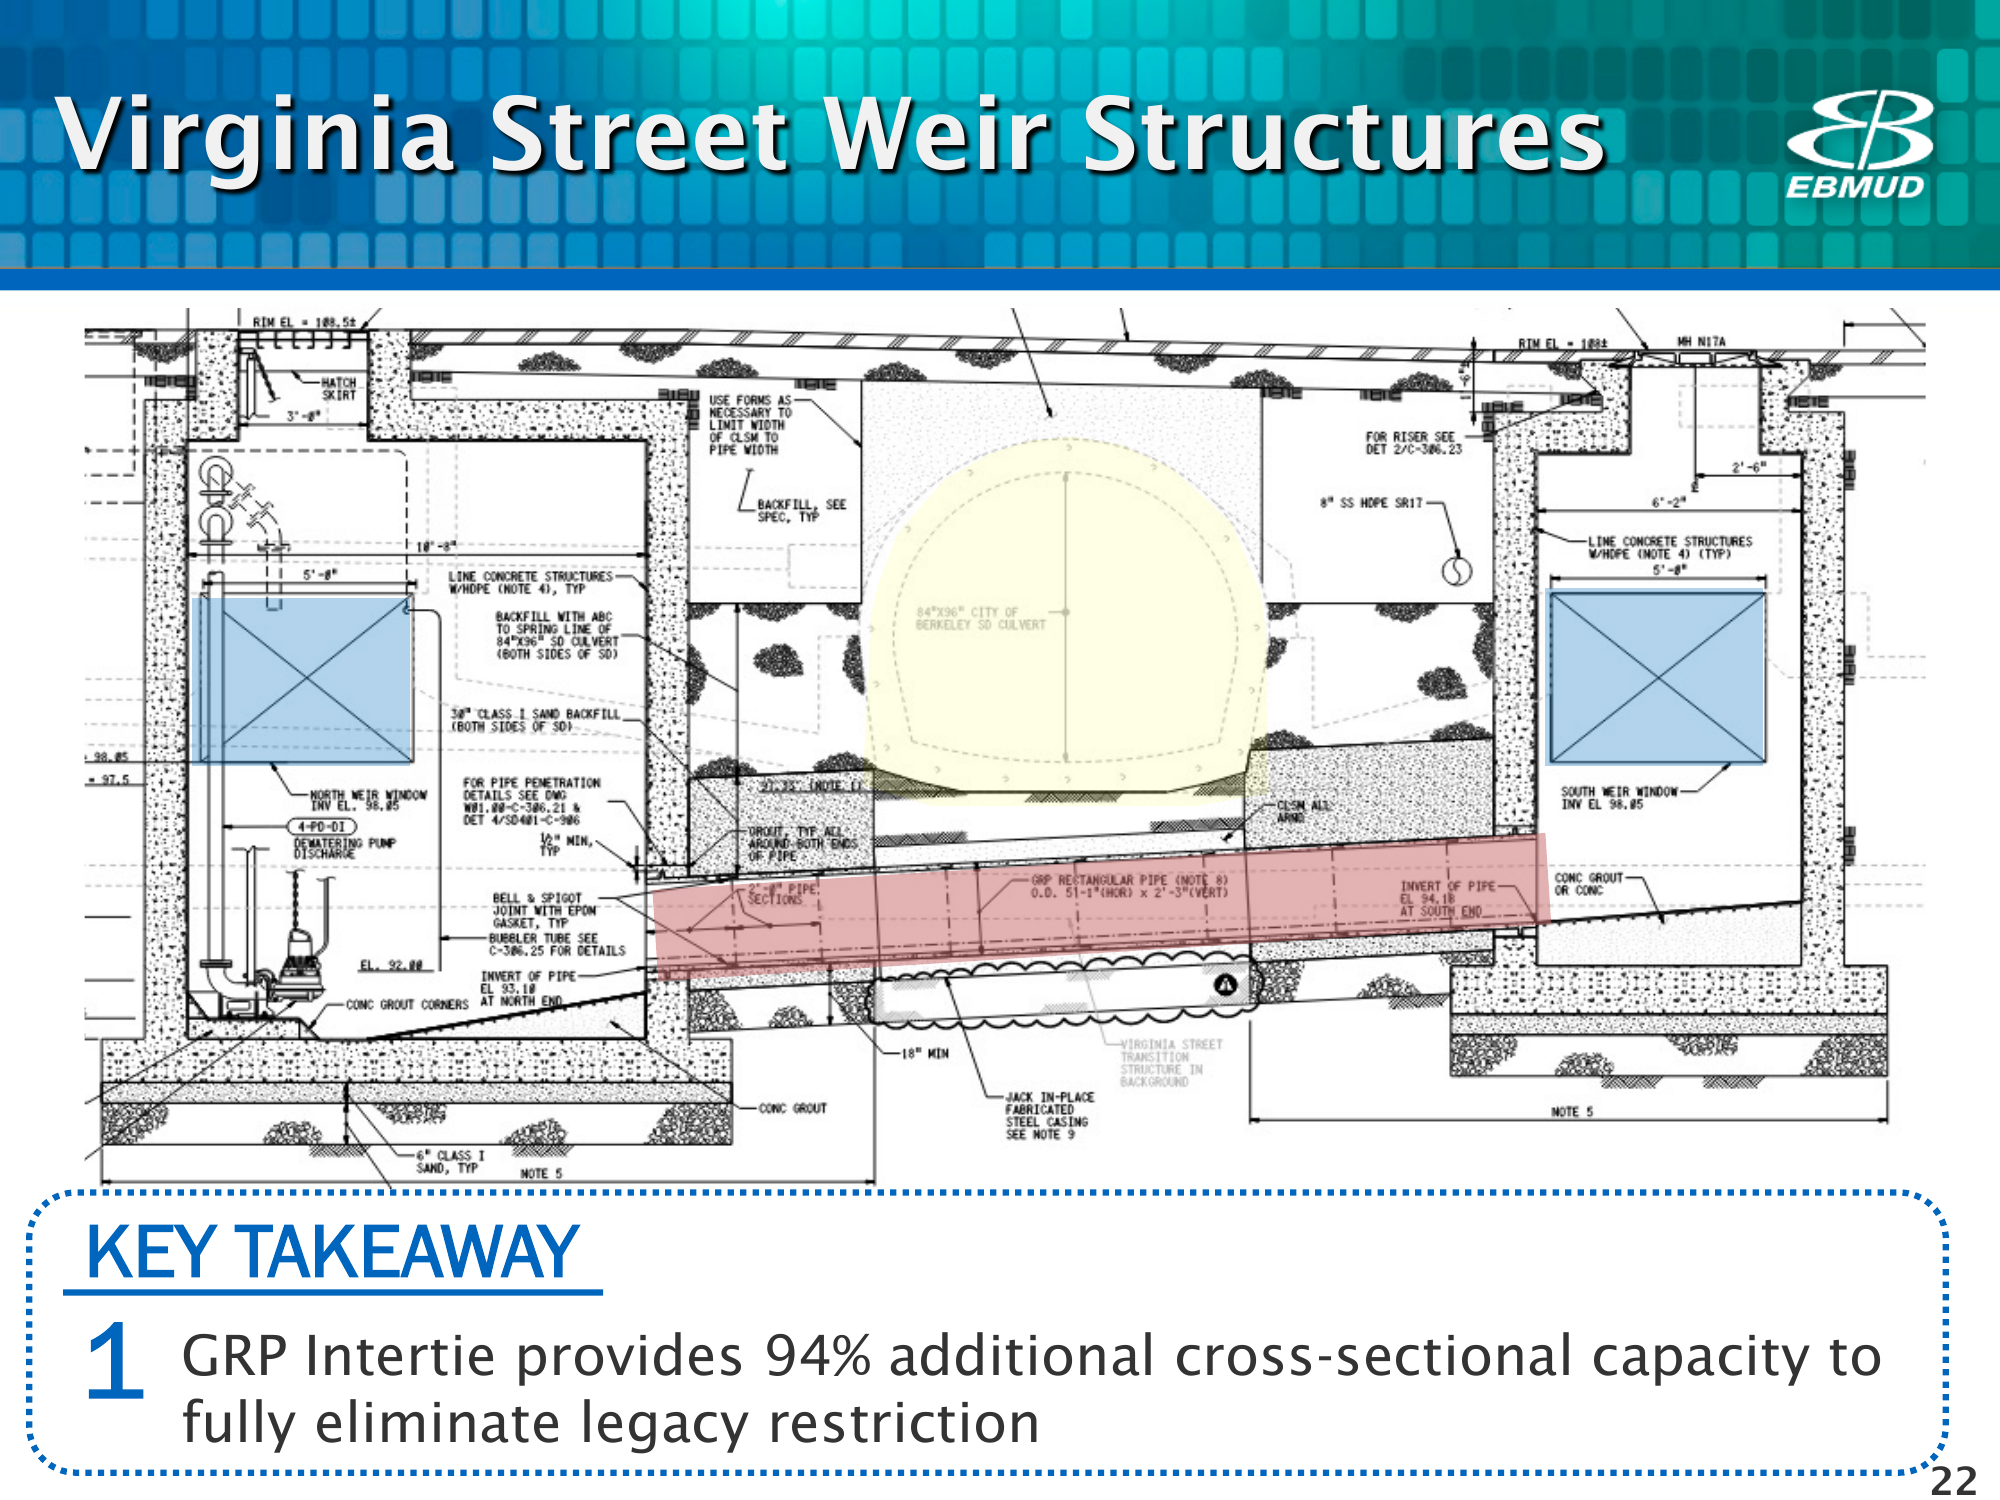 Virginia Street Weir Structures
EBMUD
RIM EL = 108.5±
HATCH
SKIRT
3'-0"
USE FORMS AS
NECESSARY TO
LIMIT WIDTH
OF CLSM TO
PIPE WIDTH
BACKFILL, SEE
SPEC, TYP
RIM EL = 108±
MH N17A
1'-6"
FOR RISER SEE
DET 2/C-306.23
2'-6"
8" SS HDPE SR17
6'-2"
LINE CONCRETE STRUCTURES
W/HDPE (NOTE 4) (TYP)
5'-0"
10'-8"
5'-0"
LINE CONCRETE STRUCTURES
W/HDPE (NOTE 4), TYP
BACKFILL WITH ABC
TO SPRING LINE OF
84"X96" SD CULVERT
(BOTH SIDES OF SD)
84"X96" CITY OF
BERKELEY SD CULVERT
30" CLASS I SAND BACKFILL
(BOTH SIDES OF SD)
98.05
= 97.5
NORTH WEIR WINDOW
INV EL. 98.05
4-PD-DI
DEWATERING PUMP
DISCHARGE
FOR PIPE PENETRATION
DETAILS SEE DWG
W01.00-C-306.21 &
DET 4/SD401-C-906
½" MIN,
TYP
97.35' (NOTE 1)
GROUT, TYP ALL
AROUND BOTH ENDS
OF PIPE
CLSM ALL
ARND
SOUTH WEIR WINDOW
INV EL 98.05
2'-0" PIPE
SECTIONS
GRP RECTANGULAR PIPE (NOTE 8)
O.D. 51-1"(HOR) x 2'-3"(VERT)
INVERT OF PIPE
EL 94.18
AT SOUTH END
CONC GROUT
OR CONC
BELL & SPIGOT
JOINT WITH EPDM
GASKET, TYP
BUBBLER TUBE SEE
C-306.25 FOR DETAILS
EL. 92.00
INVERT OF PIPE
EL 93.10
AT NORTH END
CONC GROUT CORNERS
18" MIN
VIRGINIA STREET
TRANSITION
STRUCTURE IN
BACKGROUND
JACK IN-PLACE
FABRICATED
STEEL CASING
SEE NOTE 9
CONC GROUT
NOTE 5
6" CLASS I
SAND, TYP
NOTE 5
KEY TAKEAWAY
1 GRP Intertie provides 94% additional cross-sectional capacity to
fully eliminate legacy restriction
22